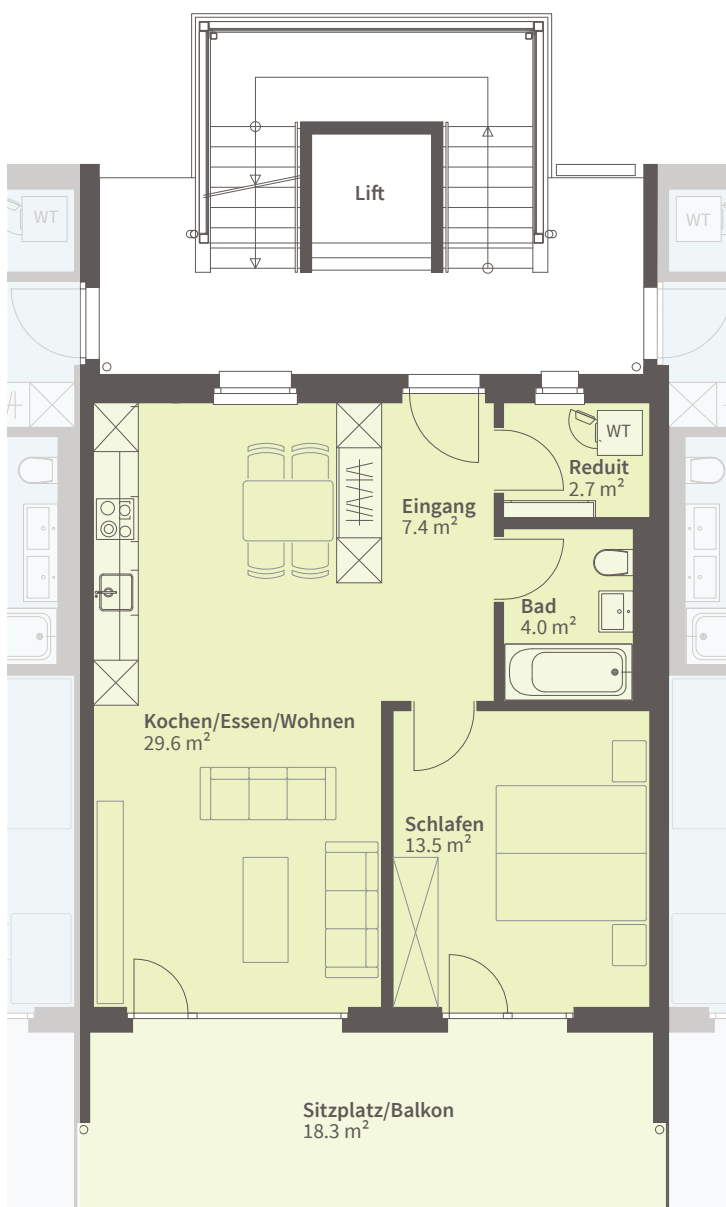 Lift
WT
WT
WT
Reduit
2.7 m²
Eingang
7.4 m²
Bad
4.0 m²
Kochen/Essen/Wohnen
29.6 m²
Schlafen
13.5 m²
Sitzplatz/Balkon
18.3 m²